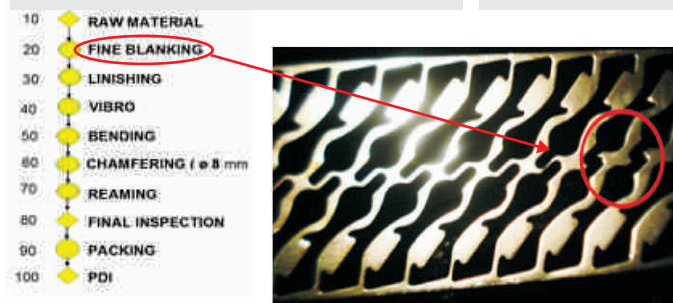 10 RAW MATERIAL
20 FINE BLANKING
30 LINISHING
40 VIBRO
50 BENDING
60 CHAMFERING ( ø 8 mm
70 REAMING
80 FINAL INSPECTION
90 PACKING
100 PDI